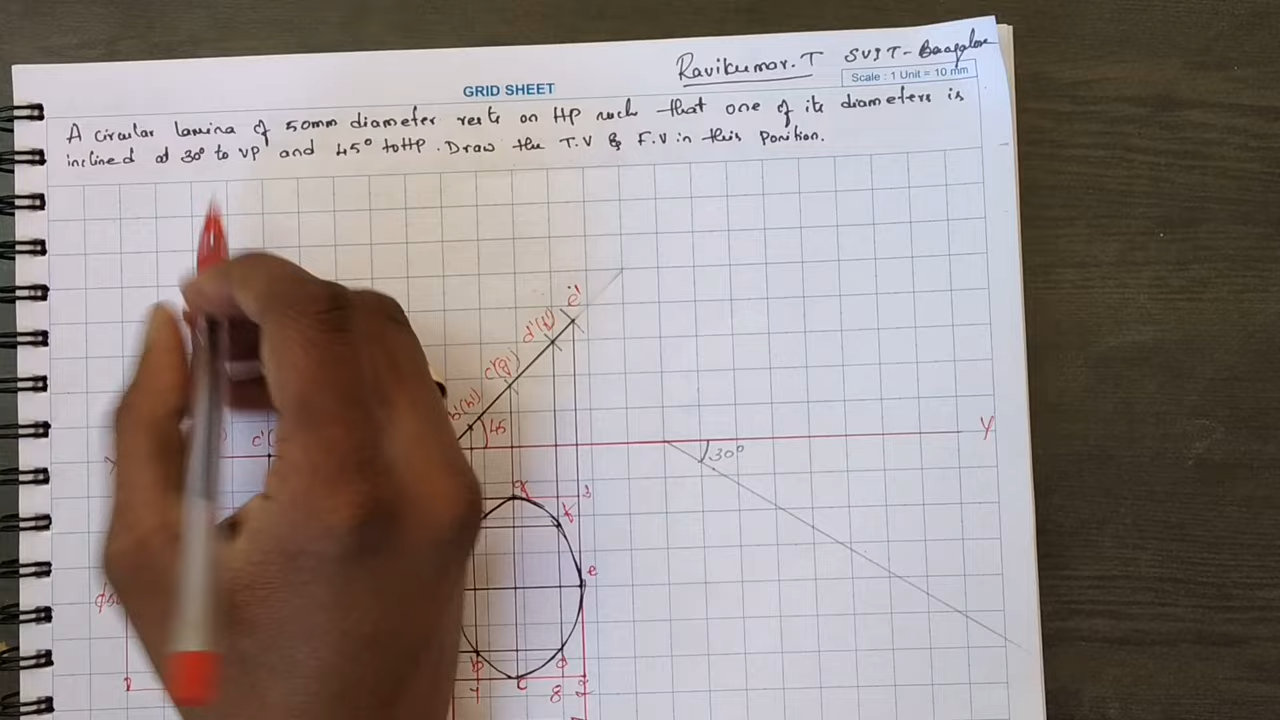 Ravikumar.T SVIT-Bangalore
GRID SHEET
Scale : 1 Unit = 10 mm
A circular lamina of 50mm diameter rests on HP such that one of its diameters is
inclined at 30° to VP and 45° to HP. Draw the T.V & F.V in this position.
e'
d'(f')
c'(g')
b'(h')
45
c'
Y
30°
g
3
f
e
b
d
c
8